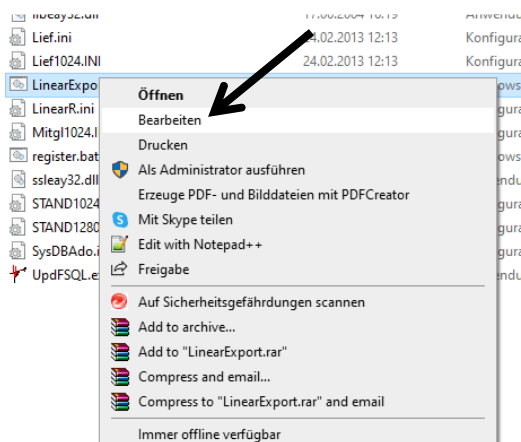 Lief.ini 24.02.2013 12:13
Lief1024.INI 24.02.2013 12:13
LinearExpo
LinearR.ini
Mitgl1024.I
register.bat
ssleay32.dll
STAND1024
STAND1280
SysDBAdo.i
UpdFSQL.e
Öffnen
Bearbeiten
Drucken
Als Administrator ausführen
Erzeuge PDF- und Bilddateien mit PDFCreator
Mit Skype teilen
Edit with Notepad++
Freigabe
Auf Sicherheitsgefährdungen scannen
Add to archive...
Add to "LinearExport.rar"
Compress and email...
Compress to "LinearExport.rar" and email
Immer offline verfügbar